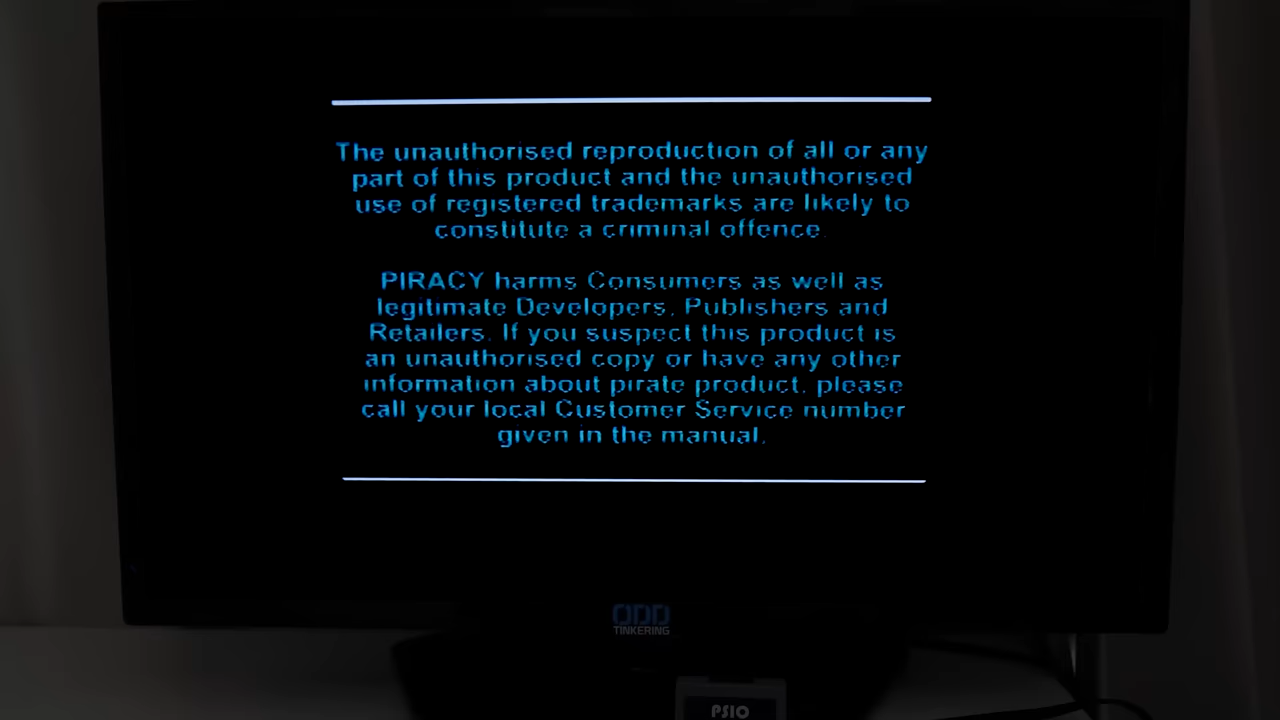 The unauthorised reproduction of all or any
part of this product and the unauthorised
use of registered trademarks are likely to
constitute a criminal offence.
PIRACY harms Consumers as well as
legitimate Developers, Publishers and
Retailers. If you suspect this product is
an unauthorised copy or have any other
information about pirate product, please
call your local Customer Service number
given in the manual.
ODD
TINKERING
PSIO